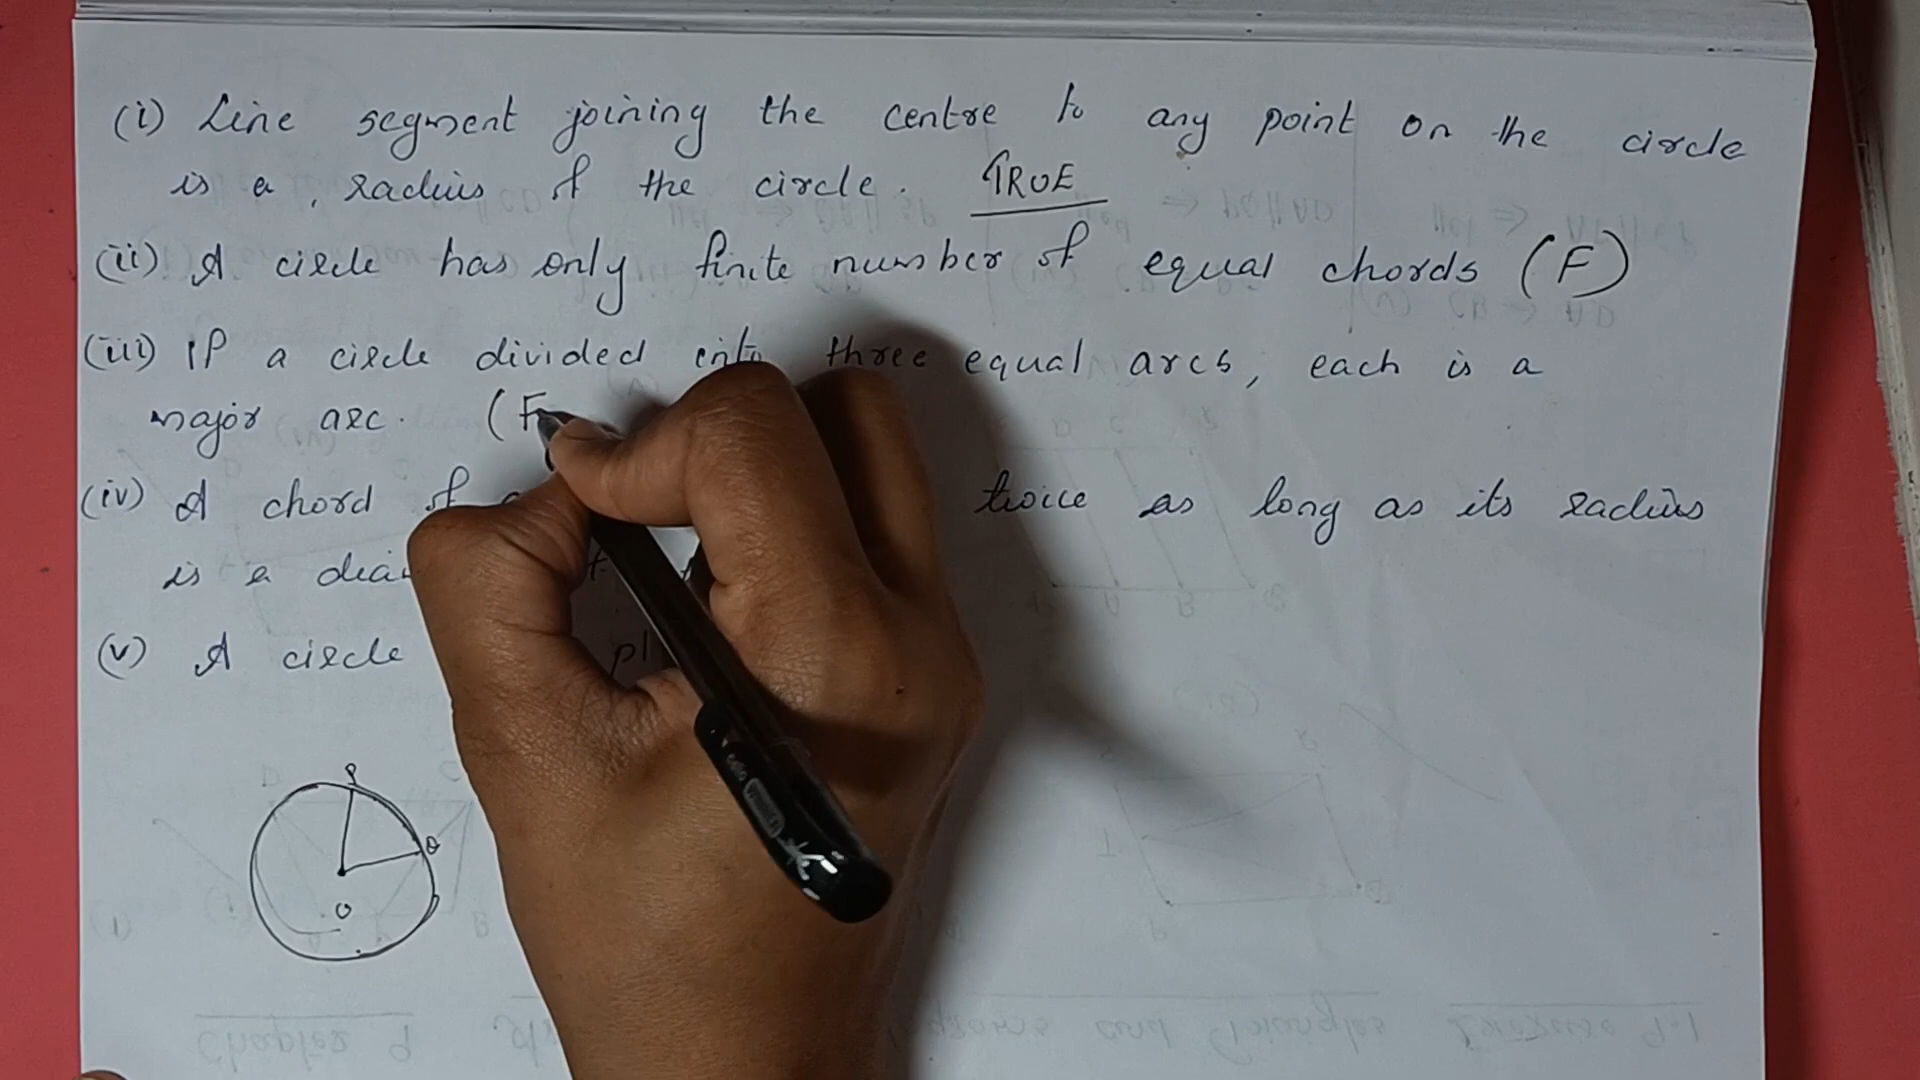 (i) Line segment joining the centre to any point on the circle
is a radius of the circle. TRUE
(ii) A circle has only finite number of equal chords (F)
(iii) If a circle divided into three equal arcs, each is a
major arc. (F
(iv) A chord of twice as long as its radius
is a
(v) A circle pl
P
Q
O